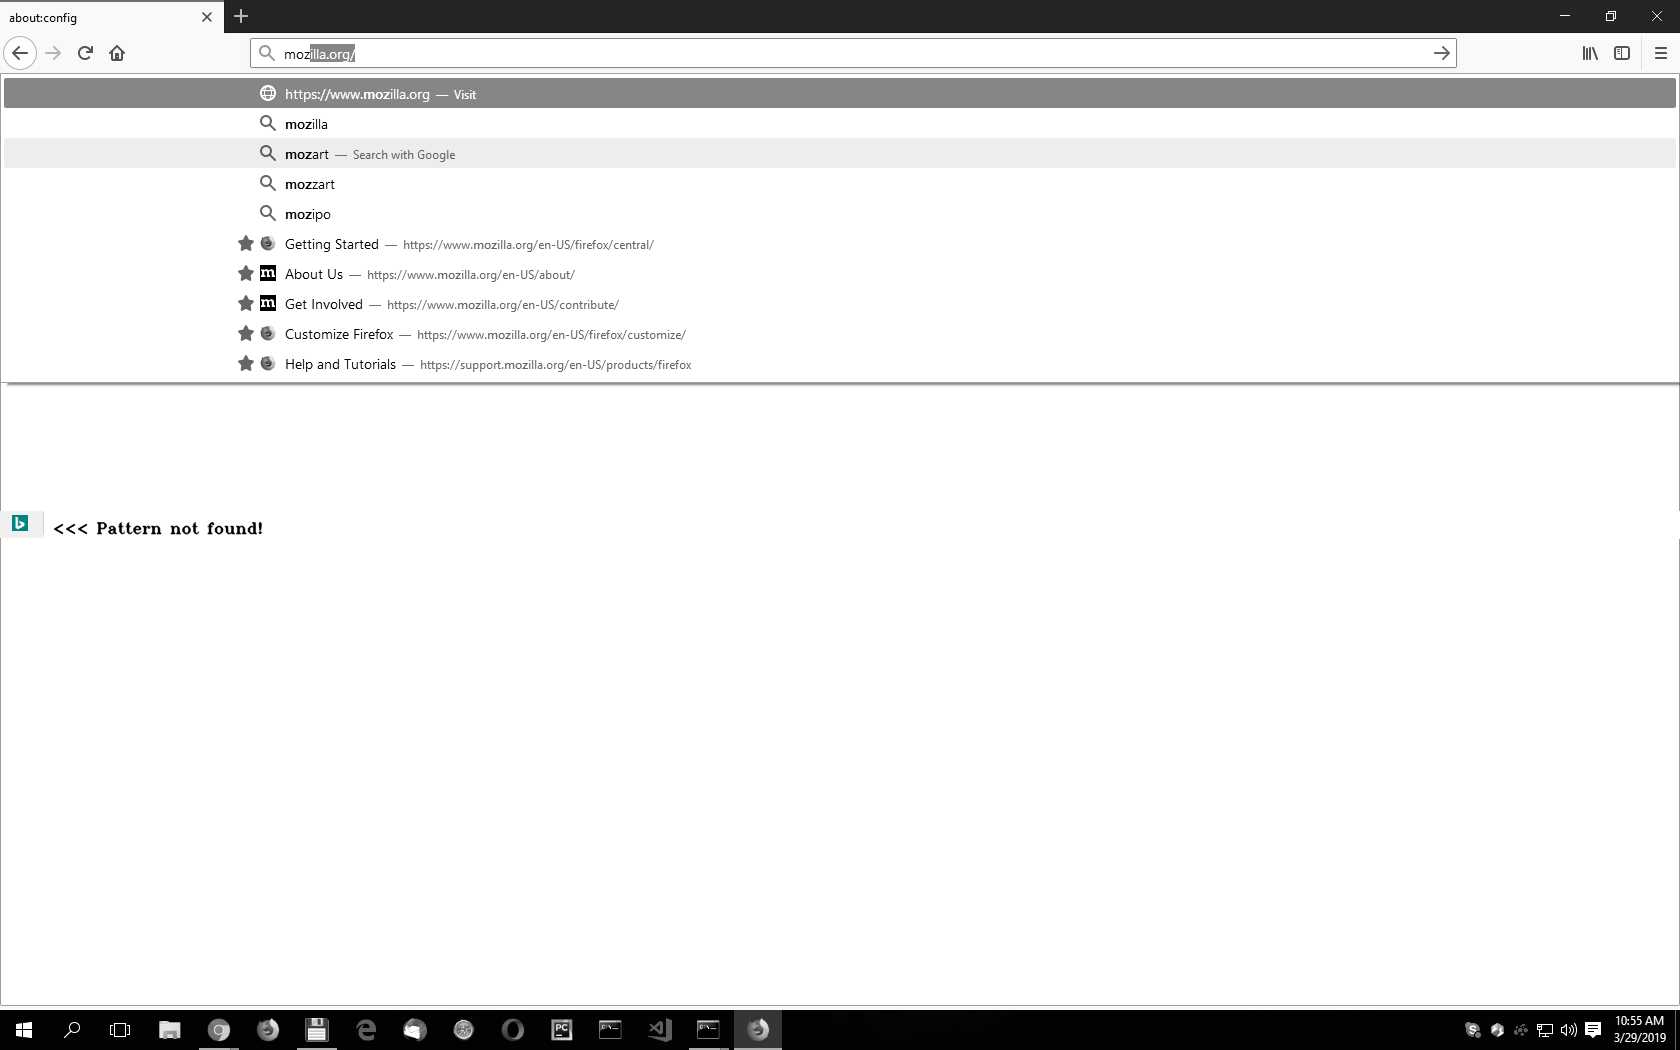 about:config
mozilla.org/
https://www.mozilla.org — Visit
mozilla
mozart — Search with Google
mozzart
mozipo
Getting Started — https://www.mozilla.org/en-US/firefox/central/
m About Us — https://www.mozilla.org/en-US/about/
m Get Involved — https://www.mozilla.org/en-US/contribute/
Customize Firefox — https://www.mozilla.org/en-US/firefox/customize/
Help and Tutorials — https://support.mozilla.org/en-US/products/firefox
<<< Pattern not found!
PC
10:55 AM
3/29/2019